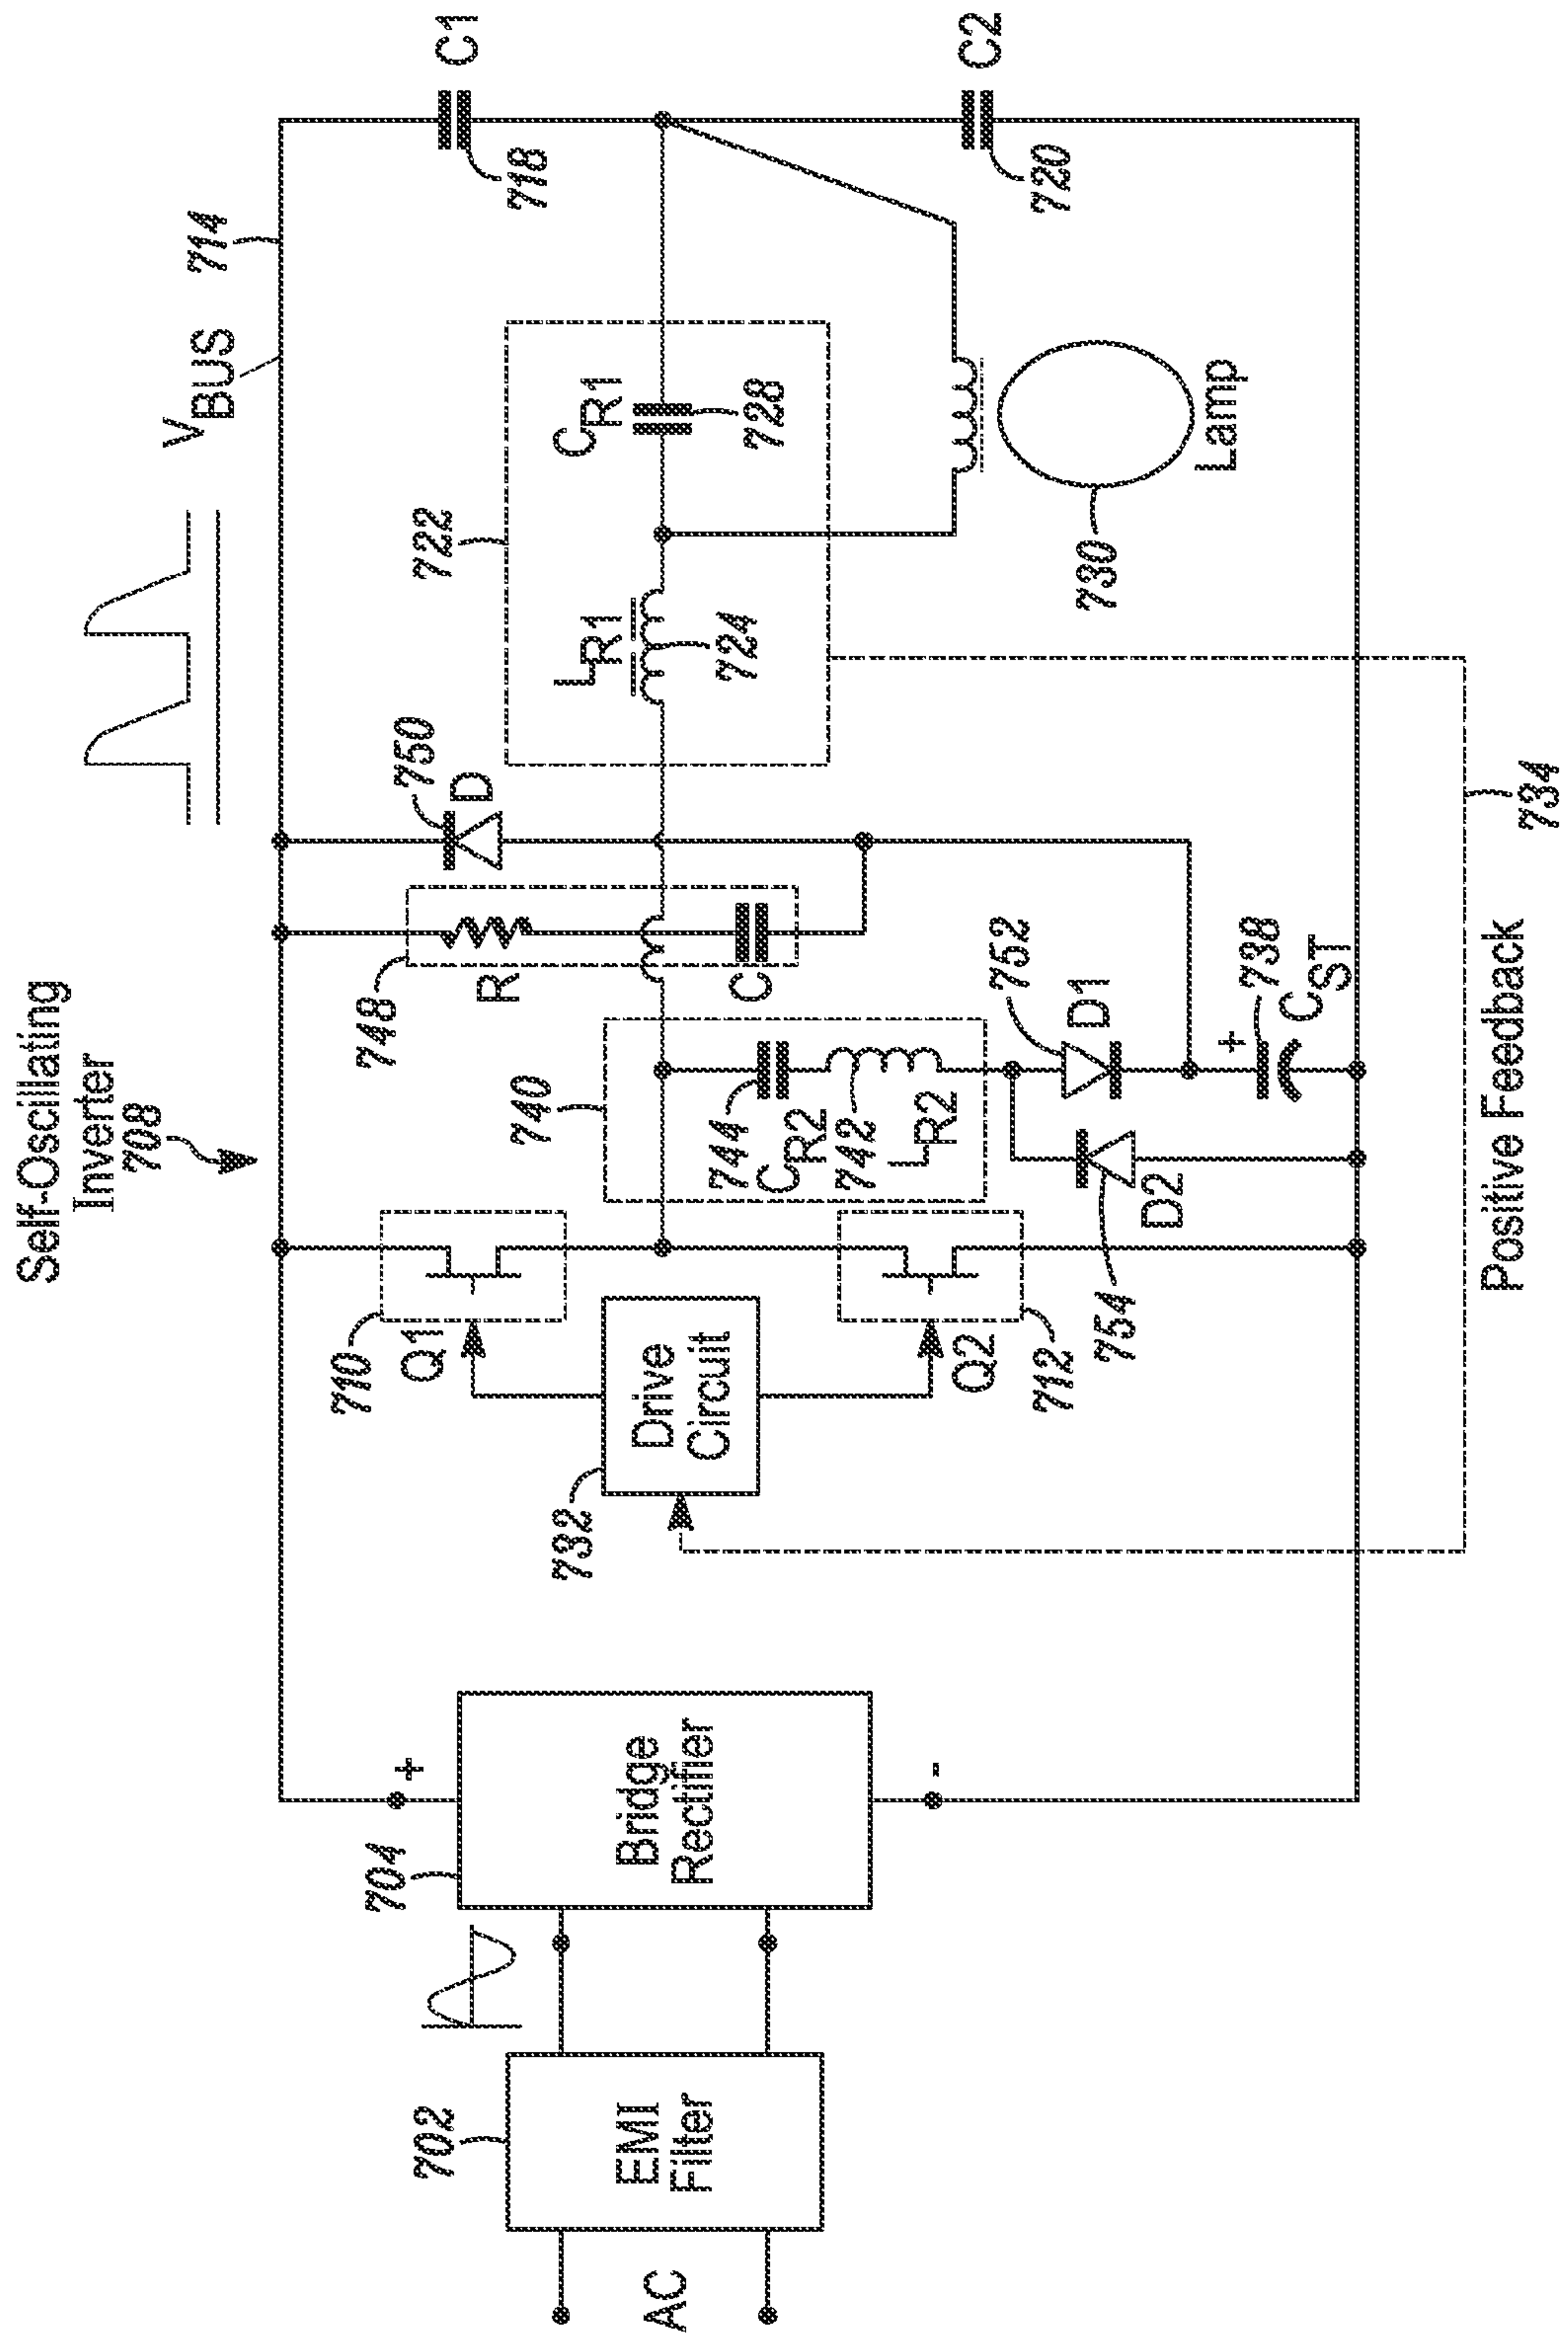 Self-Oscillating
Inverter
708
V BUS
714
AC
702
EMI
Filter
704
Bridge
Rectifier
+
-
732
Drive
Circuit
710
Q1
Q2
712
740
744
C R2
742
L R2
754
D2
752
D1
+
738
C ST
748
R
C
750
D
722
L R1
724
C R1
728
730
Lamp
C1
718
C2
720
Positive Feedback
734